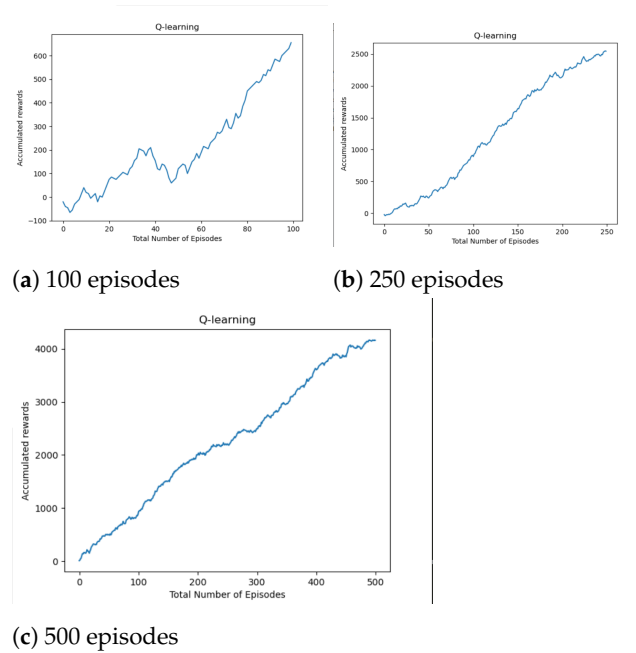 Q-learning
Accumulated rewards
600
500
400
300
200
100
0
−100
0 20 40 60 80 100
Total Number of Episodes
(a) 100 episodes
Q-learning
Accumulated rewards
2500
2000
1500
1000
500
0
0 50 100 150 200 250
Total Number of Episodes
(b) 250 episodes
Q-learning
Accumulated rewards
4000
3000
2000
1000
0
0 100 200 300 400 500
Total Number of Episodes
(c) 500 episodes